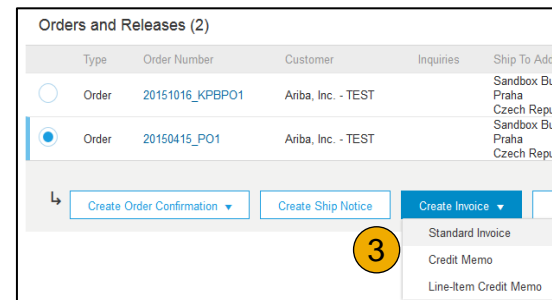 Orders and Releases (2)
Type Order Number Customer Inquiries Ship To Add
Sandbox Bu
Order 20151016_KPBPO1 Ariba, Inc. - TEST Praha
Czech Repu
Sandbox Bu
Order 20150415_PO1 Ariba, Inc. - TEST Praha
Czech Repu
Create Order Confirmation Create Ship Notice Create Invoice
Standard Invoice
3
Credit Memo
Line-Item Credit Memo